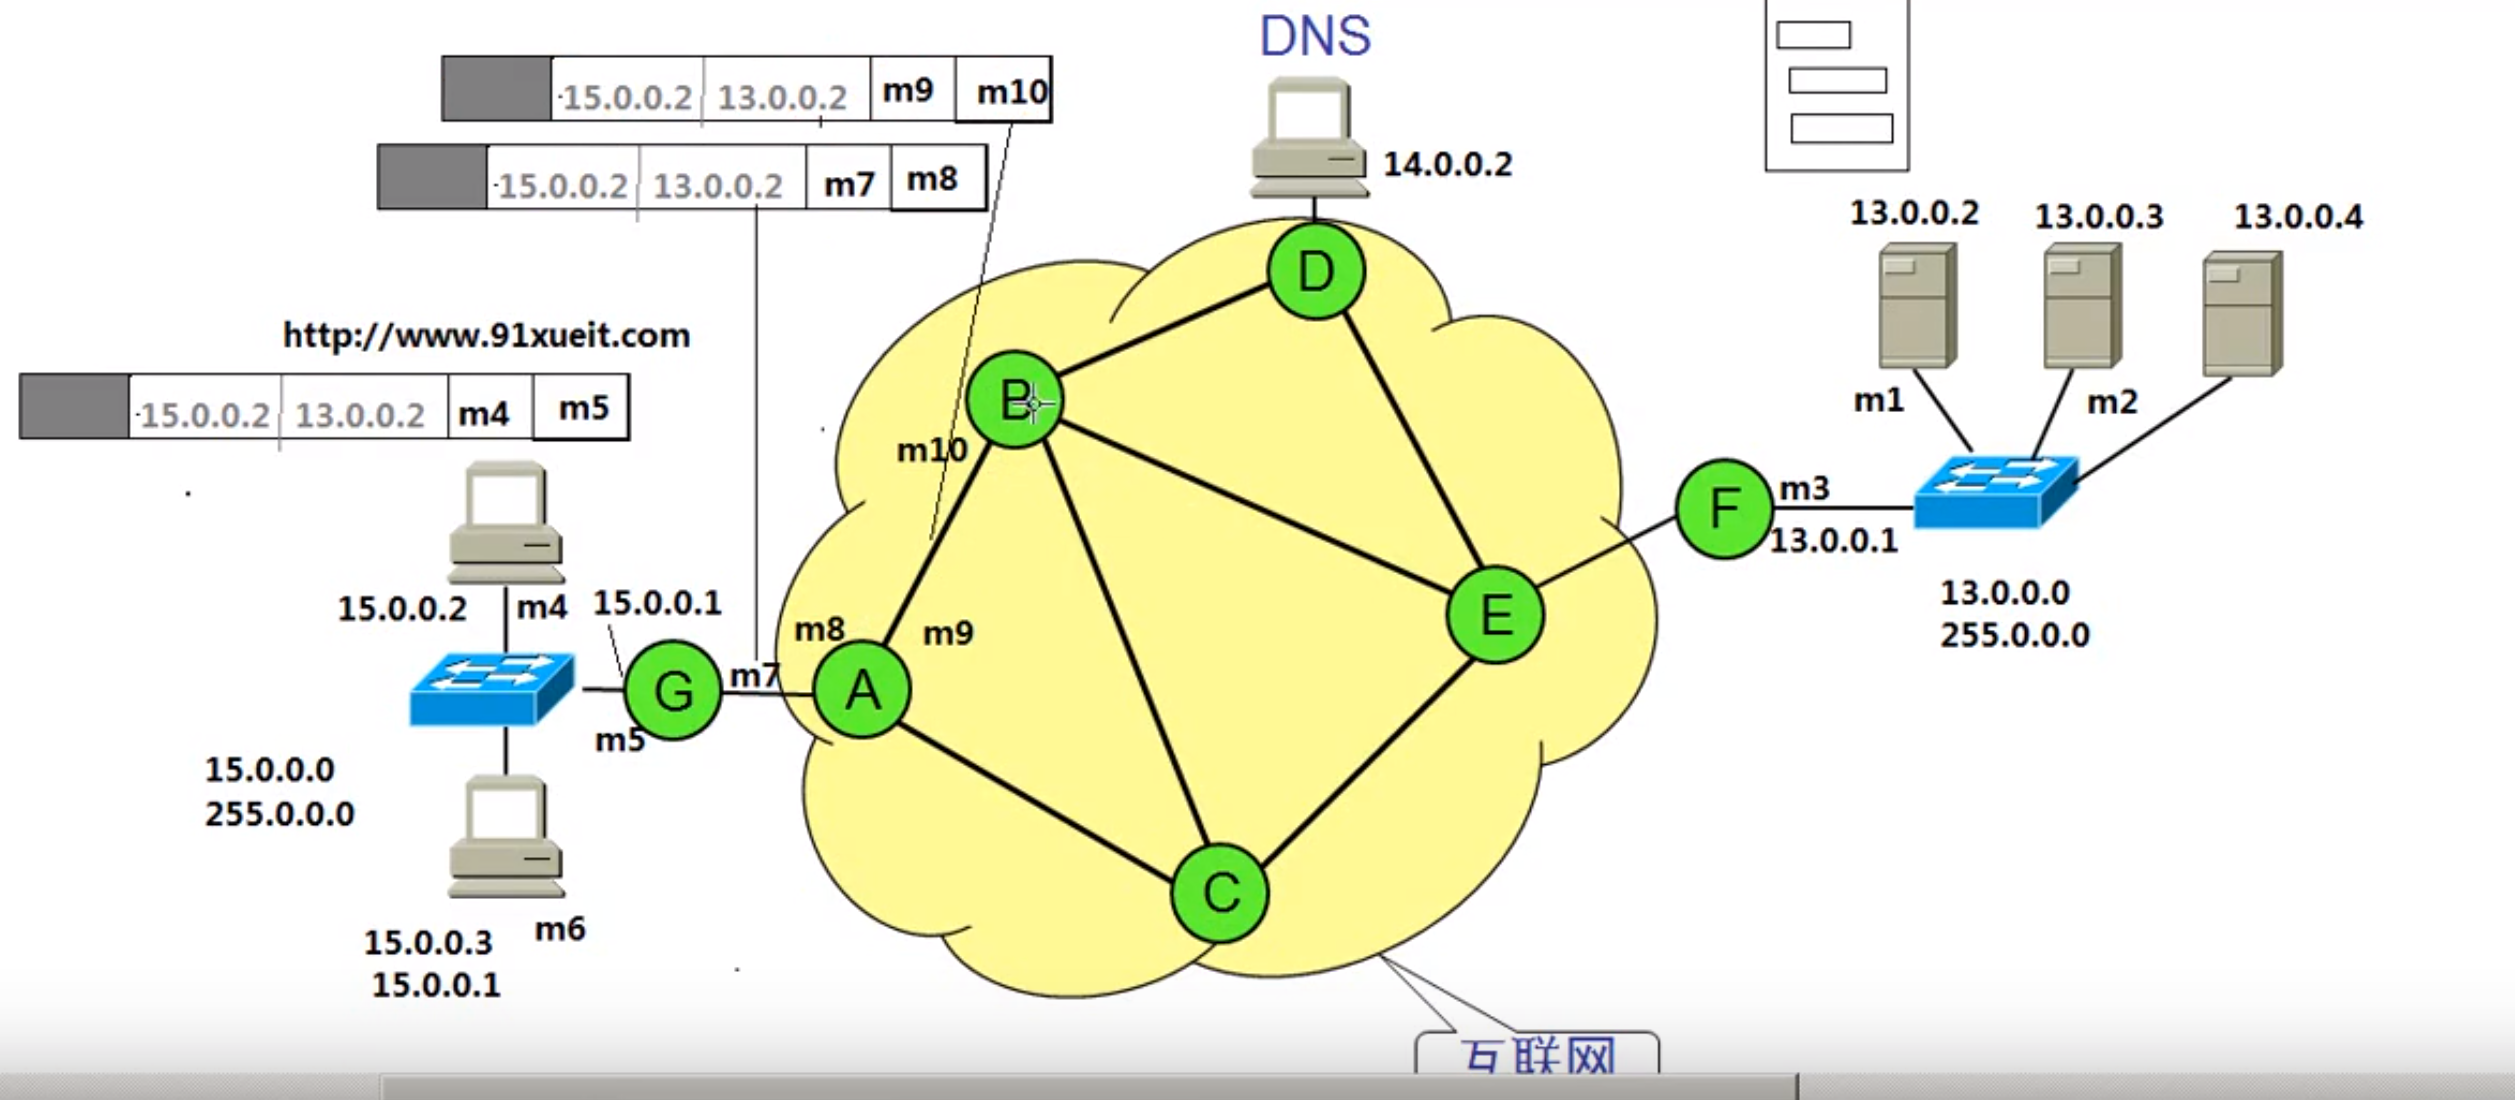 DNS
15.0.0.2 13.0.0.2 m9 m10
15.0.0.2 13.0.0.2 m7 m8
14.0.0.2
13.0.0.2
13.0.0.3
13.0.0.4
D
http://www.91xueit.com
15.0.0.2 13.0.0.2 m4 m5
B
m1
m2
m10
F
m3
13.0.0.1
15.0.0.2
m4
15.0.0.1
m8
m9
E
13.0.0.0
255.0.0.0
G
m7
A
m5
15.0.0.0
255.0.0.0
C
15.0.0.3
m6
15.0.0.1
互联网